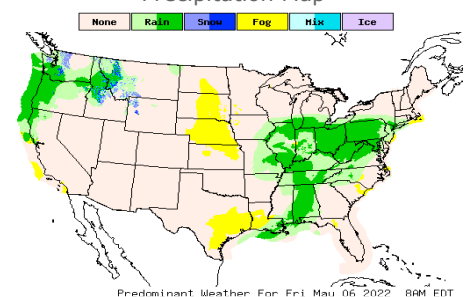 Precipitation Map
None Rain Snow Fog Mix Ice
Predominant Weather For Fri May 06 2022 8AM EDT